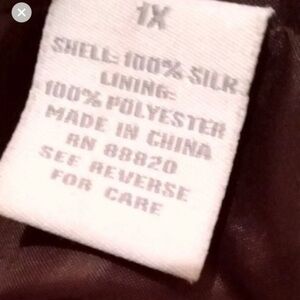 1X
SHELL: 100% SILK
LINING:
100% POLYESTER
MADE IN CHINA
RN 88820
SEE REVERSE
FOR CARE